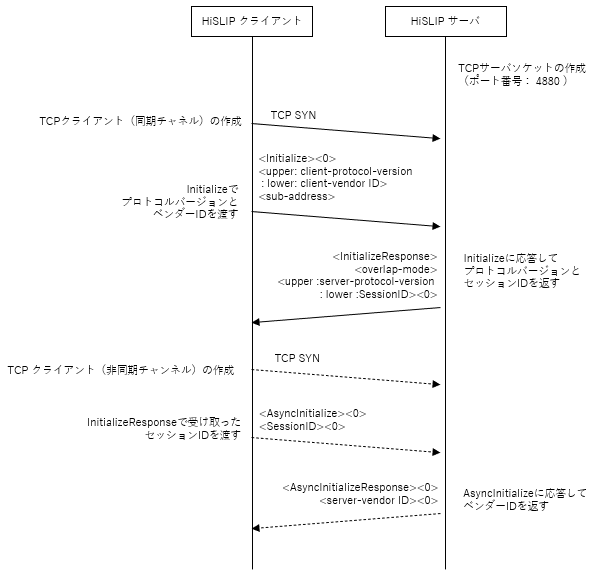 HiSLIP クライアント
HiSLIP サーバ
TCPサーバソケットの作成
(ポート番号： 4880 )
TCPクライアント（同期チャネル）の作成
TCP SYN
<Initialize><0>
<upper: client-protocol-version
: lower: client-vendor ID>
<sub-address>
Initializeで
プロトコルバージョンと
ベンダーIDを渡す
<InitializeResponse>
<overlap-mode>
<upper :server-protocol-version
: lower :SessionID><0>
Initializeに応答して
プロトコルバージョンと
セッションIDを返す
TCP SYN
TCP クライアント（非同期チャンネル）の作成
<AsyncInitialize><0>
<SessionID><0>
InitializeResponseで受け取った
セッションIDを渡す
<AsyncInitializeResponse><0>
<server-vendor ID><0>
AsyncInitializeに応答して
ベンダーIDを返す